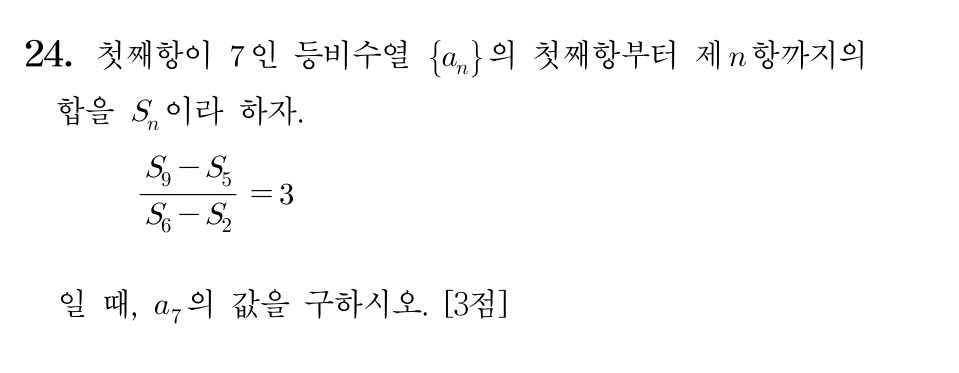 24. 첫째항이 7인 등비수열 {aₙ}의 첫째항부터 제n항까지의
합을 Sₙ이라 하자.
(S₉ − S₅)/(S₆ − S₂) = 3
일 때, a₇의 값을 구하시오. [3점]